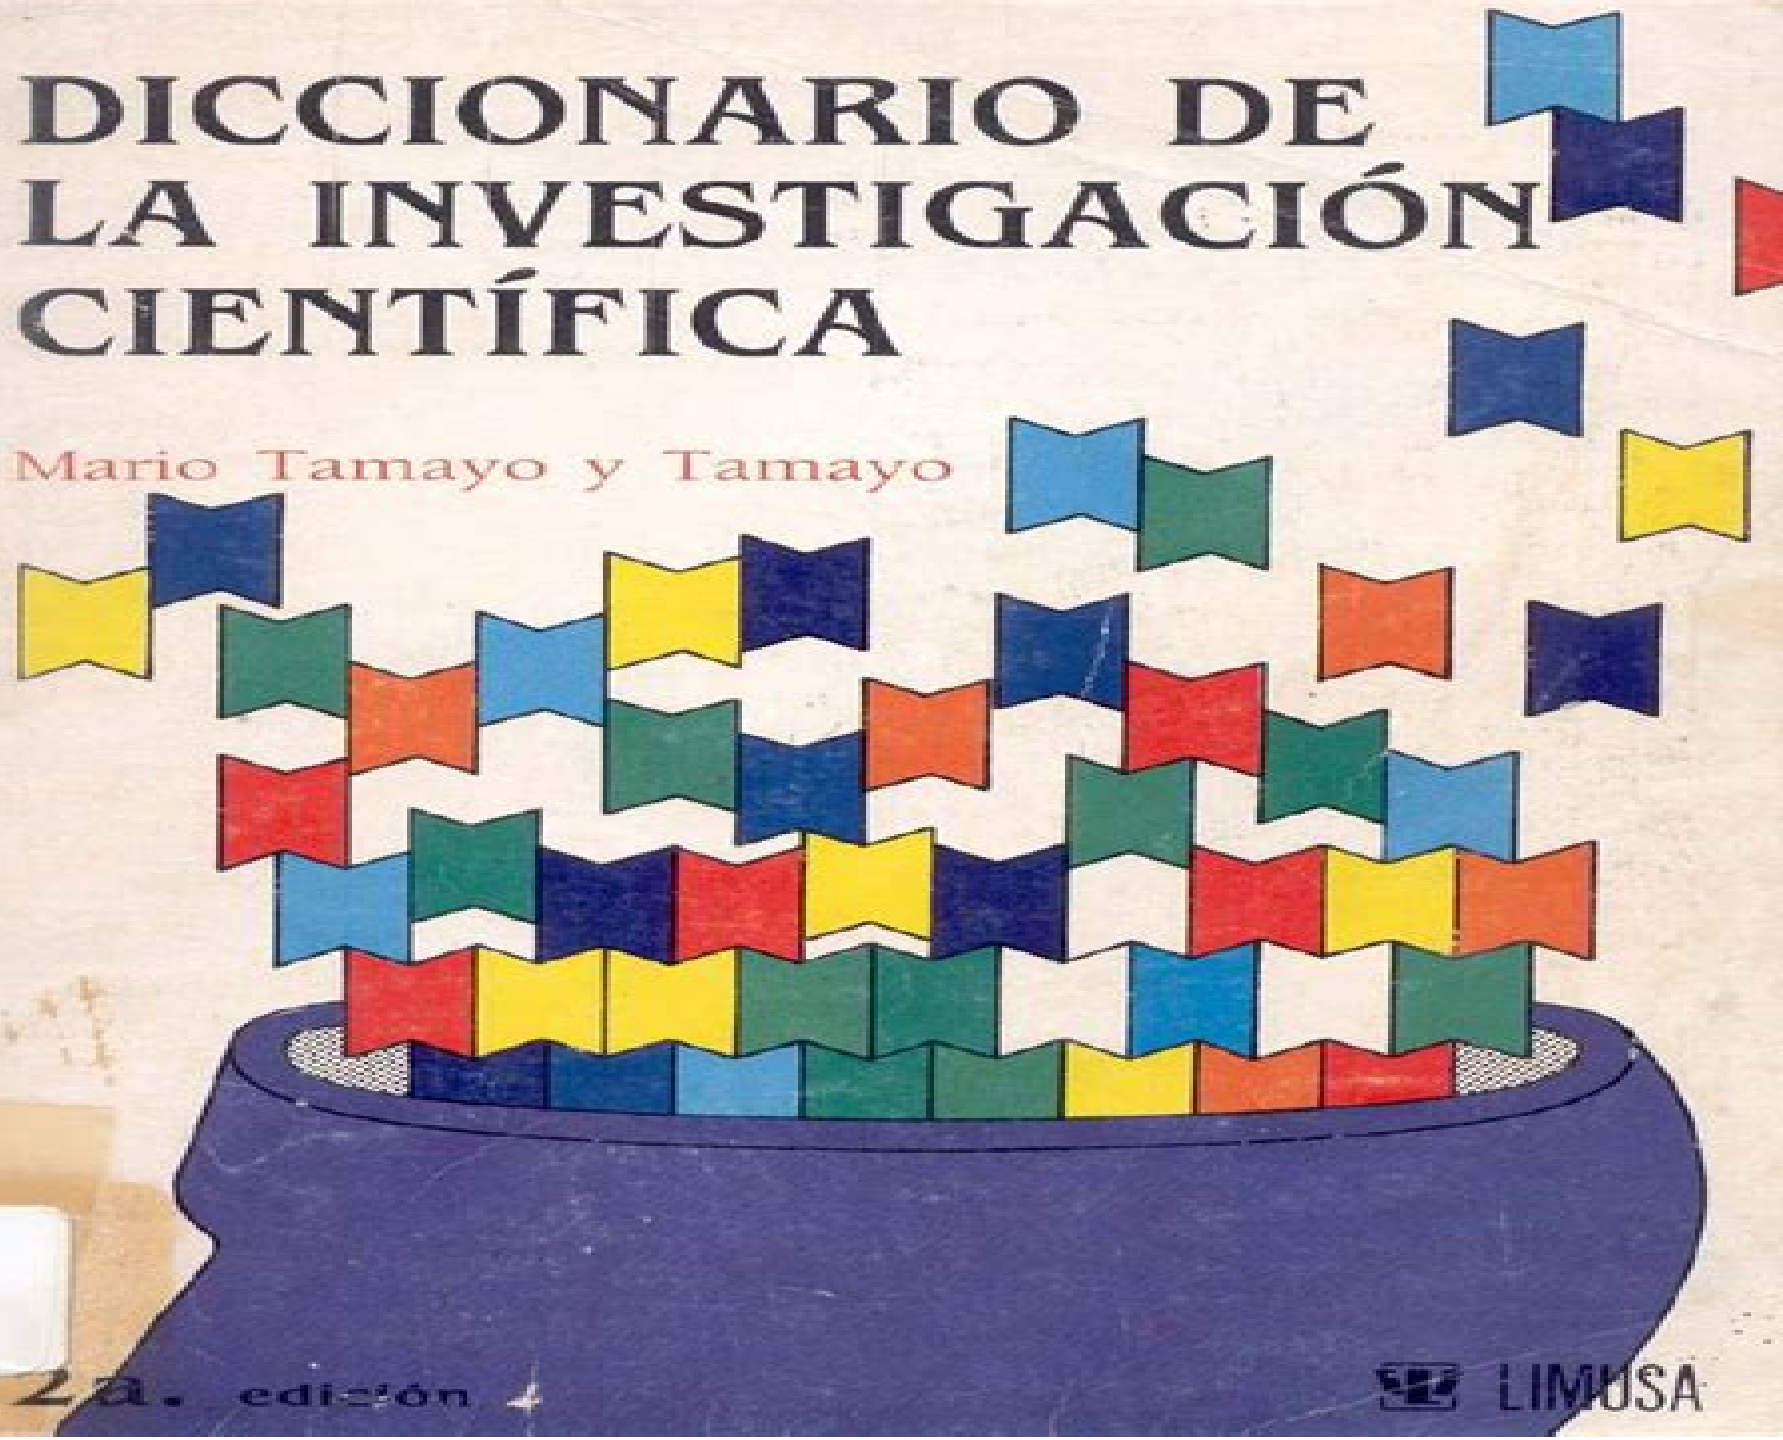 DICCIONARIO DE
LA INVESTIGACIÓN
CIENTÍFICA
Mario Tamayo y Tamayo
2a. edición
LIMUSA